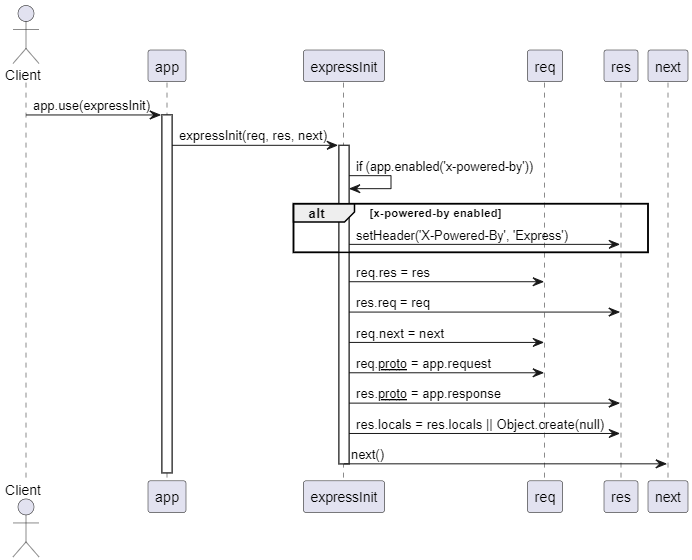 Client
app
expressInit
req
res
next
app.use(expressInit)
expressInit(req, res, next)
if (app.enabled('x-powered-by'))
alt
[x-powered-by enabled]
setHeader('X-Powered-By', 'Express')
req.res = res
res.req = req
req.next = next
req.proto = app.request
res.proto = app.response
res.locals = res.locals || Object.create(null)
next()
Client
app
expressInit
req
res
next